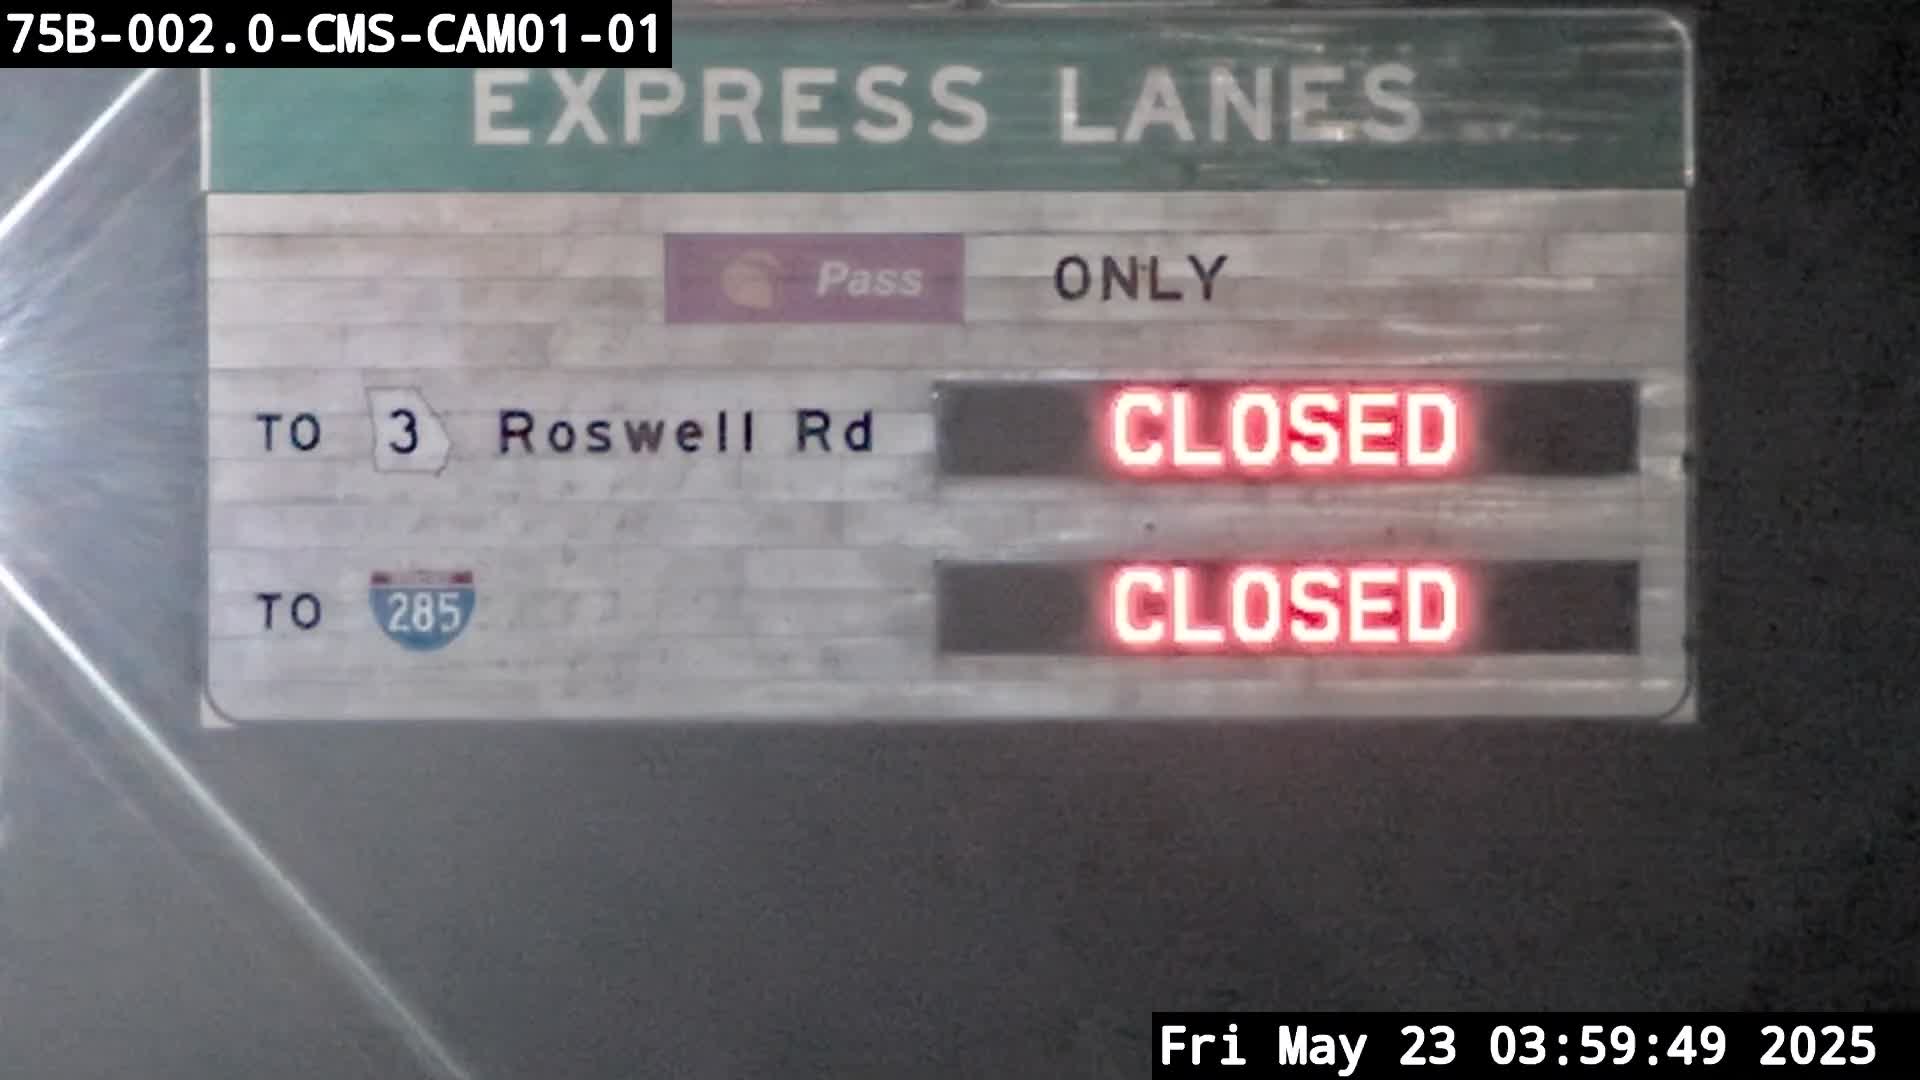 75B-002.0-CMS-CAM01-01
EXPRESS LANES
Pass ONLY
TO 3 Roswell Rd CLOSED
TO 285 CLOSED
Fri May 23 03:59:49 2025